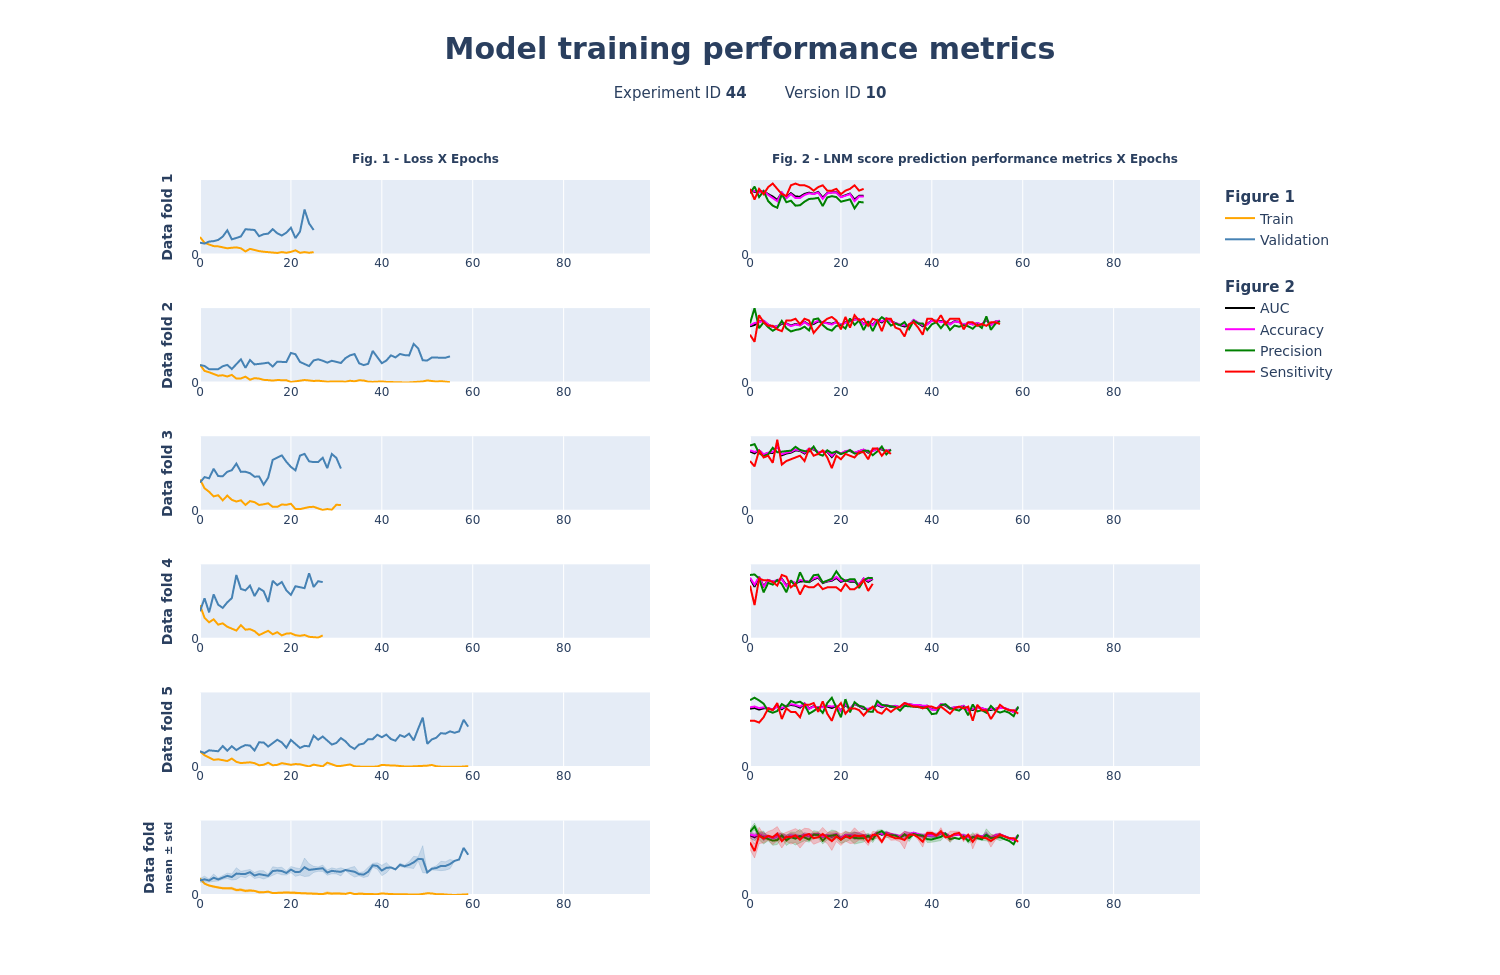 Model training performance metrics
Experiment ID 44 Version ID 10
Fig. 1 - Loss X Epochs
Fig. 2 - LNM score prediction performance metrics X Epochs
Data fold 1
0
0 20 40 60 80
0
0 20 40 60 80
Data fold 2
0
0 20 40 60 80
0
0 20 40 60 80
Data fold 3
0
0 20 40 60 80
0
0 20 40 60 80
Data fold 4
0
0 20 40 60 80
0
0 20 40 60 80
Data fold 5
0
0 20 40 60 80
0
0 20 40 60 80
Data fold
mean ± std
0
0 20 40 60 80
0
0 20 40 60 80
Figure 1
Train
Validation
Figure 2
AUC
Accuracy
Precision
Sensitivity